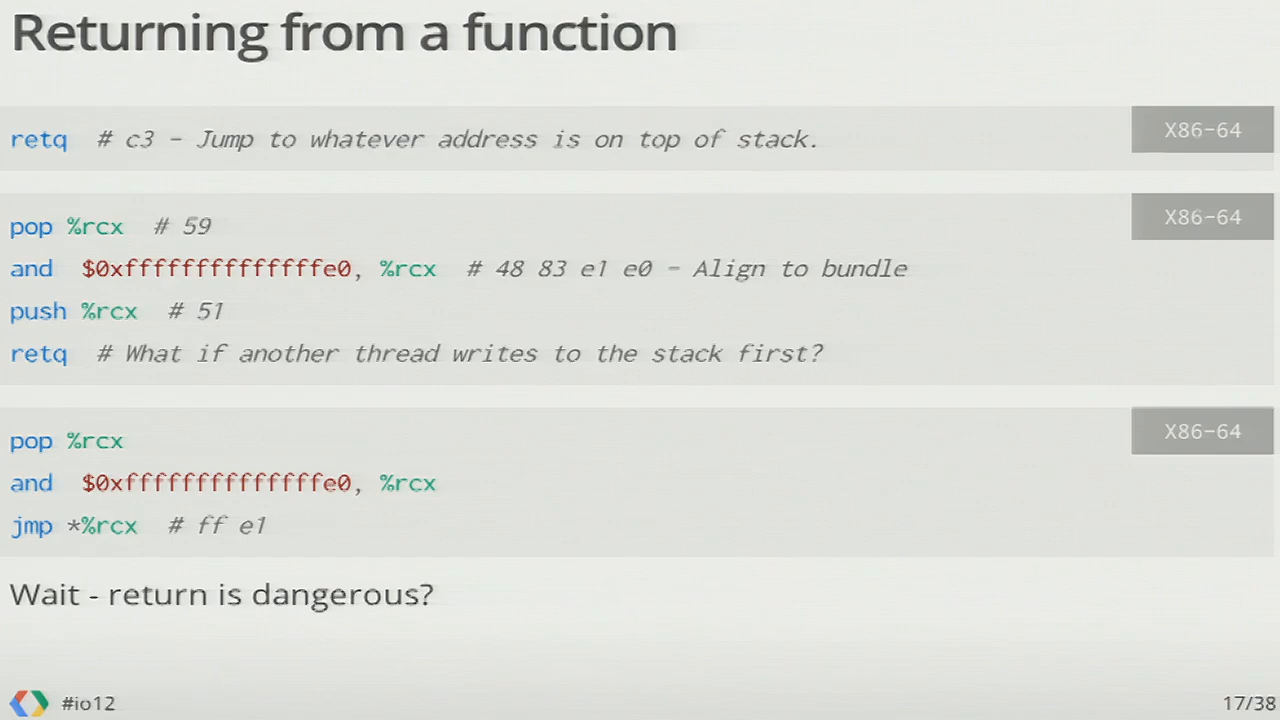 Returning from a function
retq # c3 - Jump to whatever address is on top of stack.
X86-64
pop %rcx # 59
X86-64
and $0xffffffffffffffe0, %rcx # 48 83 e1 e0 - Align to bundle
push %rcx # 51
retq # What if another thread writes to the stack first?
pop %rcx
X86-64
and $0xffffffffffffffe0, %rcx
jmp *%rcx # ff e1
Wait - return is dangerous?
#io12
17/38